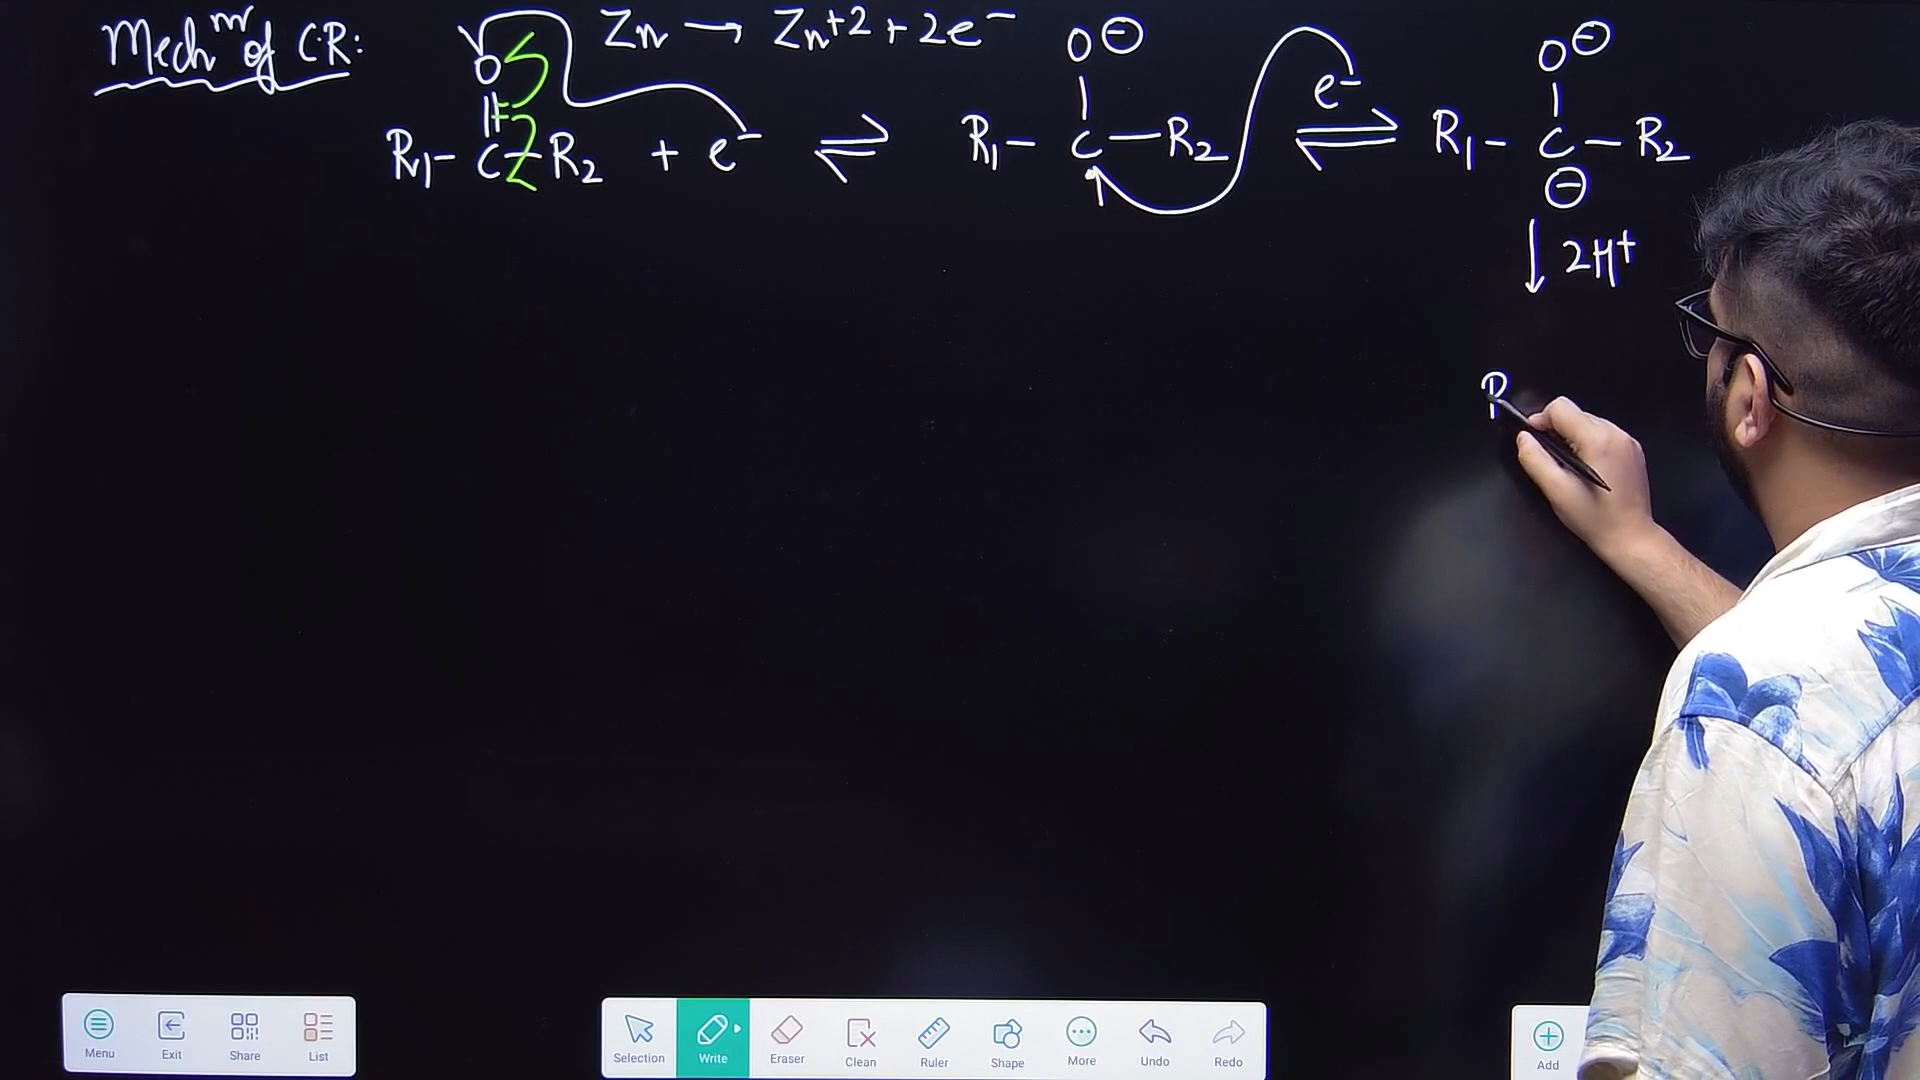 Mechᵐ of C.R:
Zn → Zn+2 + 2e⁻
O
||
R₁-C-R₂ + e⁻ ⇌
O⊖
|
R₁-C-R₂
e⁻
⇌
O⊖
|
R₁-C-R₂
⊖
↓ 2H⁺
R
Menu
Exit
Share
List
Selection
Write
Eraser
Clean
Ruler
Shape
More
Undo
Redo
Add